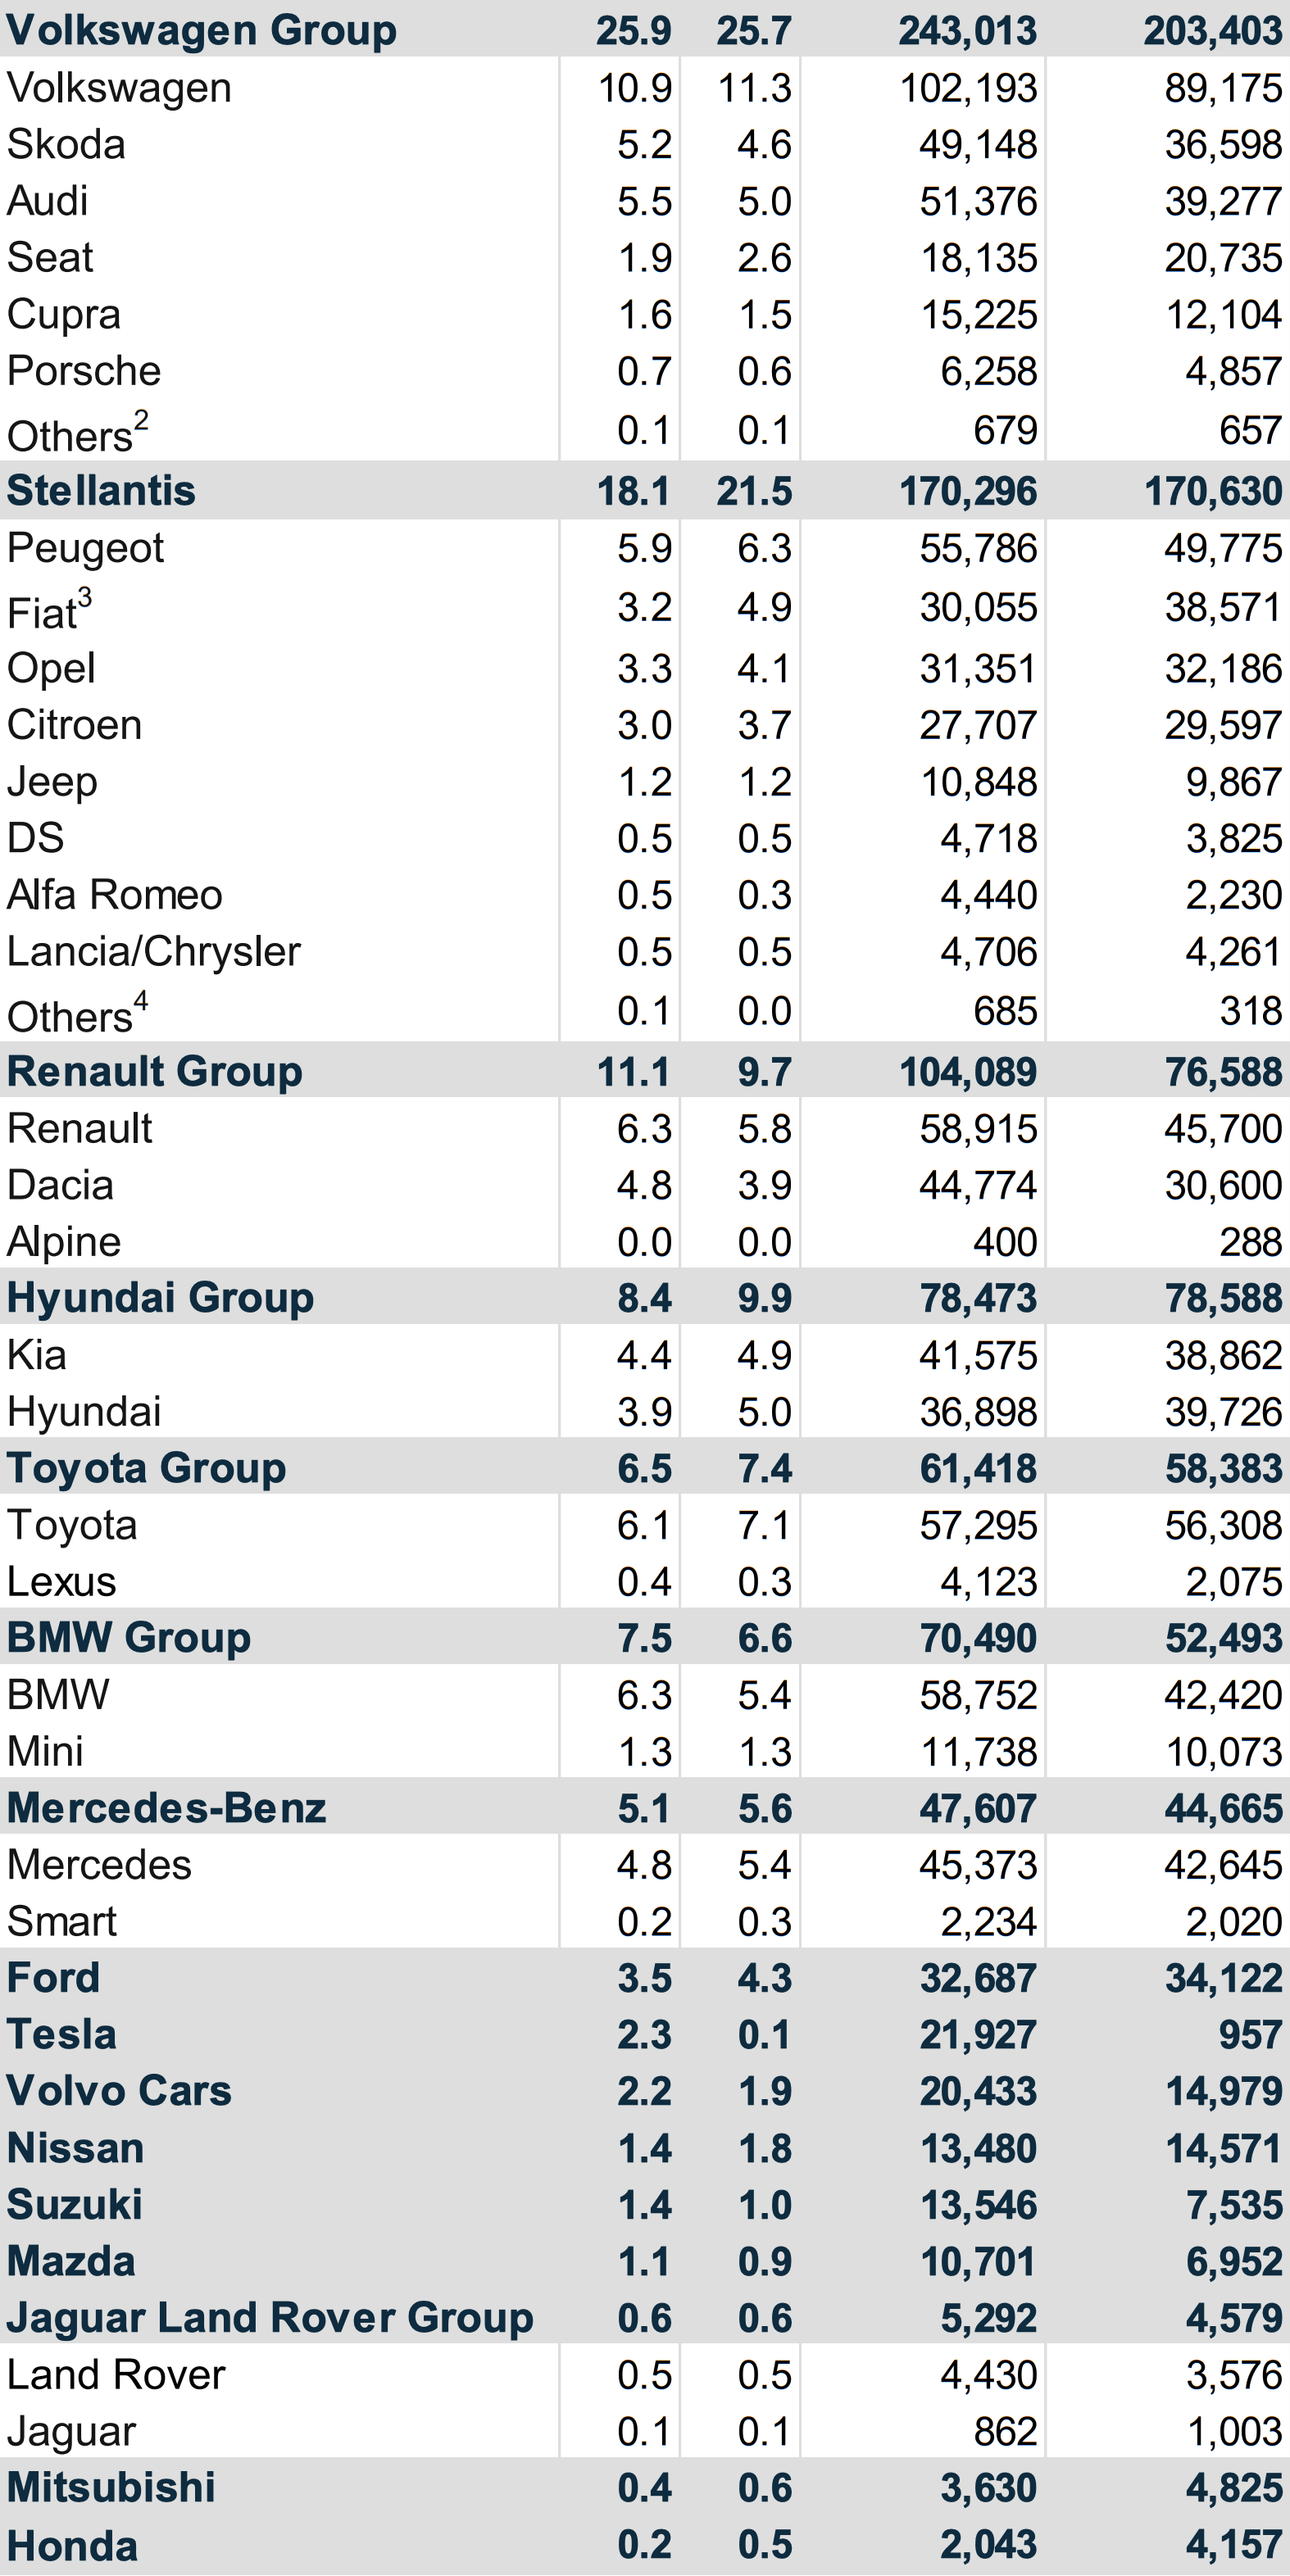 Volkswagen Group 25.9 25.7 243,013 203,403
Volkswagen 10.9 11.3 102,193 89,175
Skoda 5.2 4.6 49,148 36,598
Audi 5.5 5.0 51,376 39,277
Seat 1.9 2.6 18,135 20,735
Cupra 1.6 1.5 15,225 12,104
Porsche 0.7 0.6 6,258 4,857
Others² 0.1 0.1 679 657
Stellantis 18.1 21.5 170,296 170,630
Peugeot 5.9 6.3 55,786 49,775
Fiat³ 3.2 4.9 30,055 38,571
Opel 3.3 4.1 31,351 32,186
Citroen 3.0 3.7 27,707 29,597
Jeep 1.2 1.2 10,848 9,867
DS 0.5 0.5 4,718 3,825
Alfa Romeo 0.5 0.3 4,440 2,230
Lancia/Chrysler 0.5 0.5 4,706 4,261
Others⁴ 0.1 0.0 685 318
Renault Group 11.1 9.7 104,089 76,588
Renault 6.3 5.8 58,915 45,700
Dacia 4.8 3.9 44,774 30,600
Alpine 0.0 0.0 400 288
Hyundai Group 8.4 9.9 78,473 78,588
Kia 4.4 4.9 41,575 38,862
Hyundai 3.9 5.0 36,898 39,726
Toyota Group 6.5 7.4 61,418 58,383
Toyota 6.1 7.1 57,295 56,308
Lexus 0.4 0.3 4,123 2,075
BMW Group 7.5 6.6 70,490 52,493
BMW 6.3 5.4 58,752 42,420
Mini 1.3 1.3 11,738 10,073
Mercedes-Benz 5.1 5.6 47,607 44,665
Mercedes 4.8 5.4 45,373 42,645
Smart 0.2 0.3 2,234 2,020
Ford 3.5 4.3 32,687 34,122
Tesla 2.3 0.1 21,927 957
Volvo Cars 2.2 1.9 20,433 14,979
Nissan 1.4 1.8 13,480 14,571
Suzuki 1.4 1.0 13,546 7,535
Mazda 1.1 0.9 10,701 6,952
Jaguar Land Rover Group 0.6 0.6 5,292 4,579
Land Rover 0.5 0.5 4,430 3,576
Jaguar 0.1 0.1 862 1,003
Mitsubishi 0.4 0.6 3,630 4,825
Honda 0.2 0.5 2,043 4,157